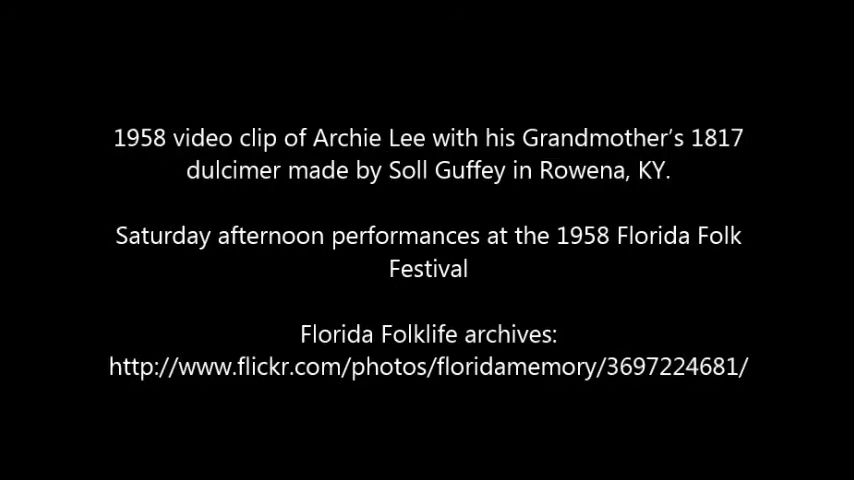 1958 video clip of Archie Lee with his Grandmother's 1817
dulcimer made by Soll Guffey in Rowena, KY.
Saturday afternoon performances at the 1958 Florida Folk
Festival
Florida Folklife archives:
http://www.flickr.com/photos/floridamemory/3697224681/